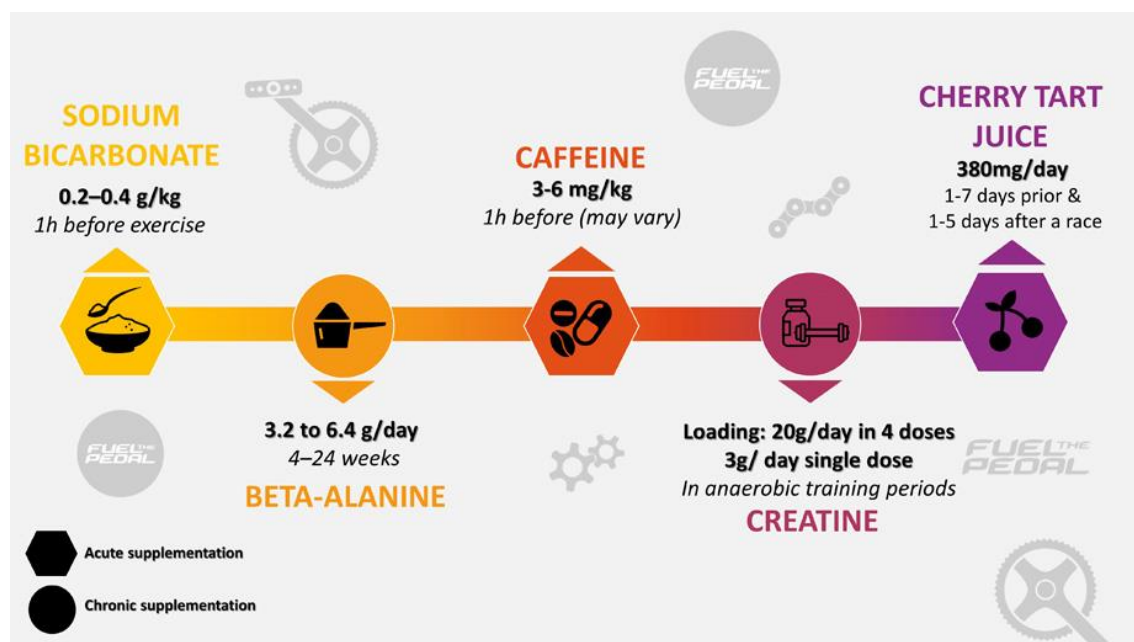 SODIUM
BICARBONATE
0.2–0.4 g/kg
1h before exercise
FUEL THE
PEDAL
CAFFEINE
3-6 mg/kg
1h before (may vary)
CHERRY TART
JUICE
380mg/day
1-7 days prior &
1-5 days after a race
FUEL THE
PEDAL
3.2 to 6.4 g/day
4–24 weeks
BETA-ALANINE
Loading: 20g/day in 4 doses
3g/ day single dose
In anaerobic training periods
CREATINE
FUEL THE
PEDAL
Acute supplementation
Chronic supplementation